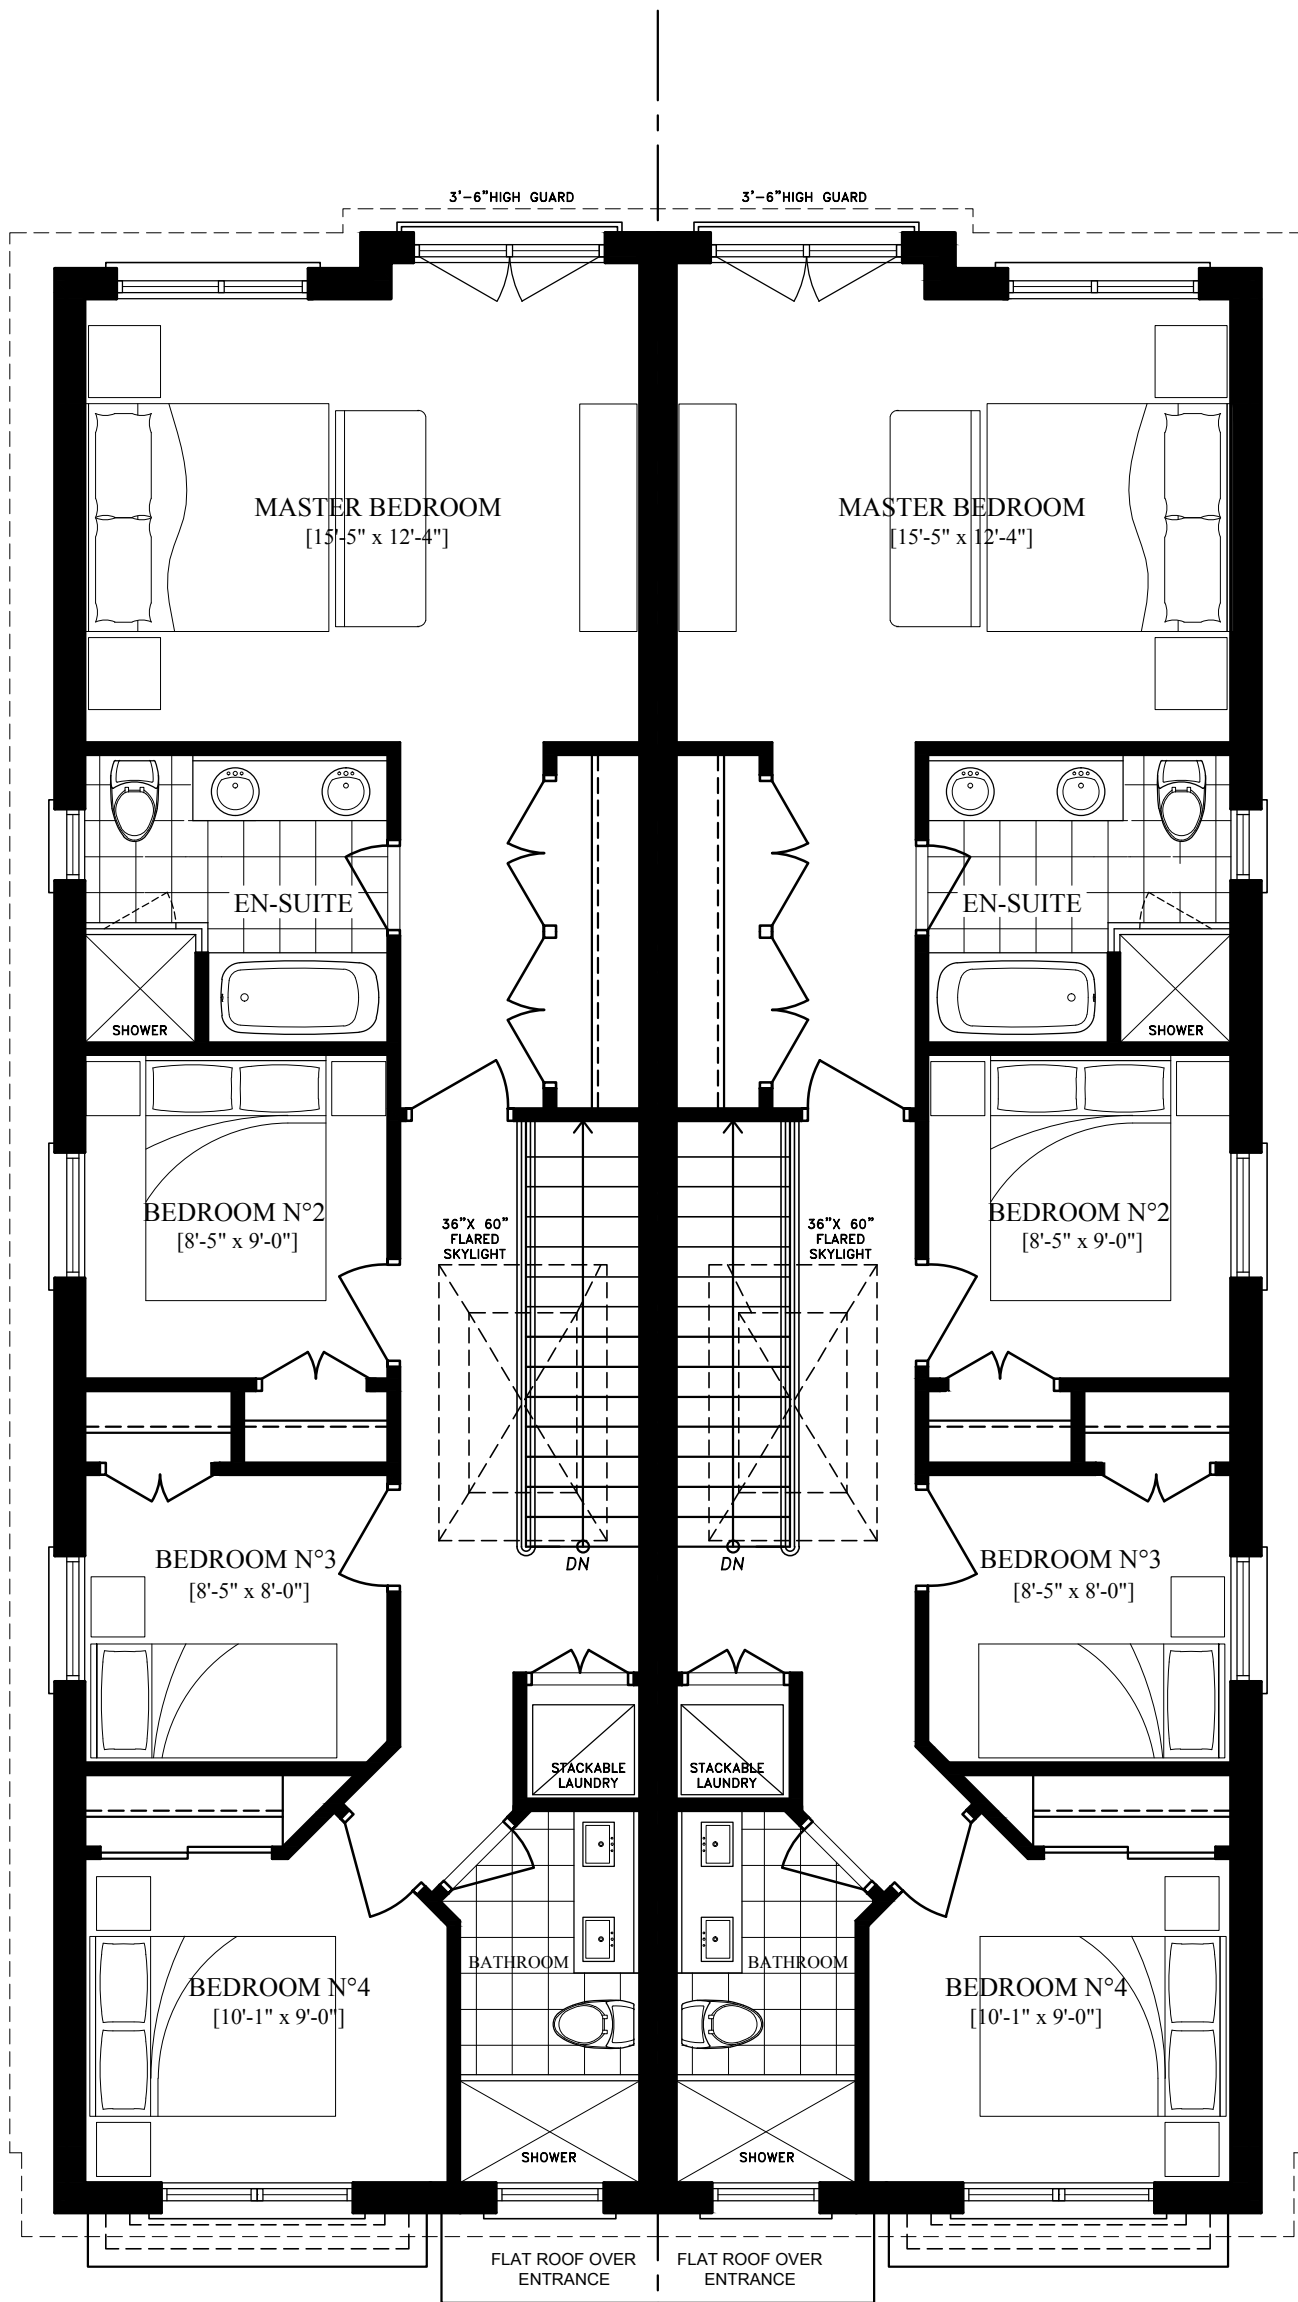 3'-6"HIGH GUARD
3'-6"HIGH GUARD
MASTER BEDROOM
[15'-5" x 12'-4"]
MASTER BEDROOM
[15'-5" x 12'-4"]
EN-SUITE
EN-SUITE
SHOWER
SHOWER
BEDROOM N°2
[8'-5" x 9'-0"]
36"X 60"
FLARED
SKYLIGHT
36"X 60"
FLARED
SKYLIGHT
BEDROOM N°2
[8'-5" x 9'-0"]
BEDROOM N°3
[8'-5" x 8'-0"]
DN
DN
BEDROOM N°3
[8'-5" x 8'-0"]
STACKABLE
LAUNDRY
STACKABLE
LAUNDRY
BATHROOM
BATHROOM
BEDROOM N°4
[10'-1" x 9'-0"]
BEDROOM N°4
[10'-1" x 9'-0"]
SHOWER
SHOWER
FLAT ROOF OVER
ENTRANCE
FLAT ROOF OVER
ENTRANCE